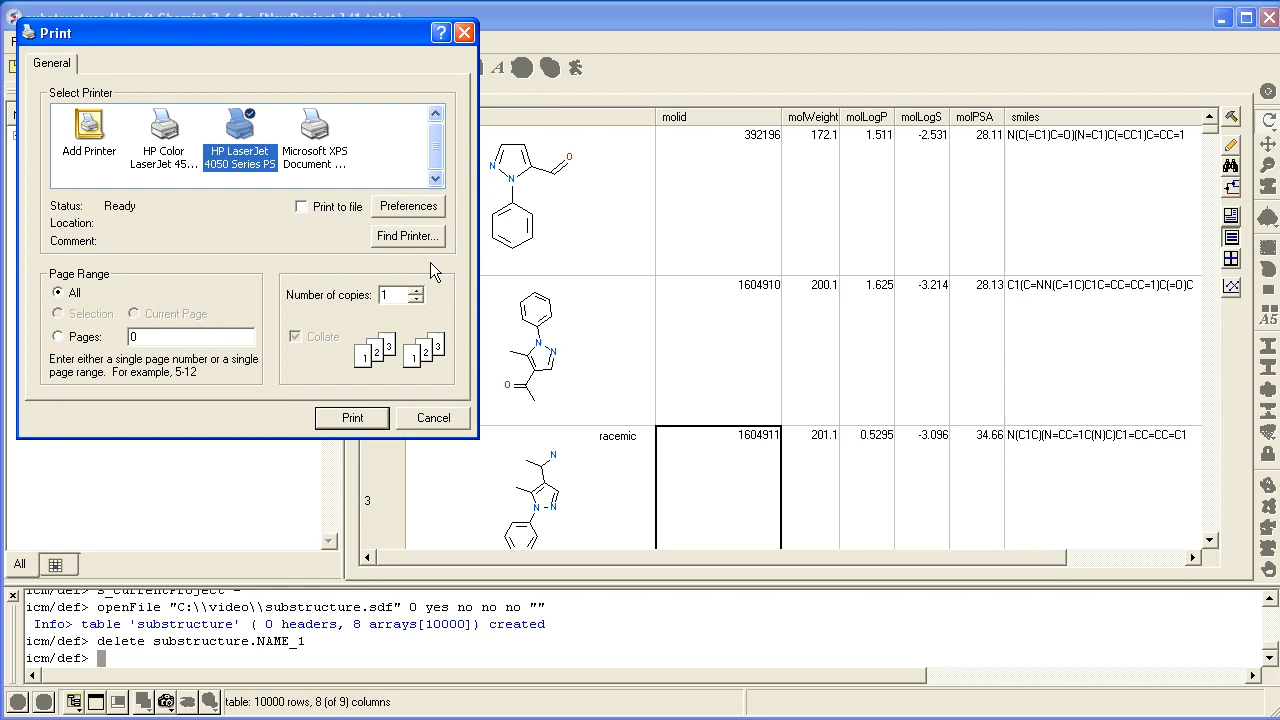 Print
General
Select Printer
Add Printer
HP Color
LaserJet 45...
HP LaserJet
4050 Series PS
Microsoft XPS
Document ...
Status: Ready
Location:
Comment:
Print to file
Preferences
Find Printer...
Page Range
All
Selection
Current Page
Pages: 0
Enter either a single page number or a single
page range. For example, 5-12
Number of copies: 1
Collate
1 2 3
1 2 3
Print
Cancel
molid molWeight molLogP molLogS molPSA smiles
392196 172.1 1.511 -2.531 28.11 N(C(=C1)C=O)(N=C1)C(=CC1)C=CC=1
N N O
1604910 200.1 1.625 -3.214 28.13 C1(C=NN(C=1C)C1C=CC=CC=1)C(=O)C
N N O
3
racemic
1604911 201.1 0.5295 -3.096 34.66 N(C1C)(N=CC=1C(N)C)C1=CC=CC=C1
N
N N
A5
All
icm/def> openFile "C:\\video\\substructure.sdf" 0 yes no no no ""
Info> table 'substructure' ( 0 headers, 8 arrays[10000]) created
icm/def> delete substructure.NAME_1
icm/def>
table: 10000 rows, 8 (of 9) columns